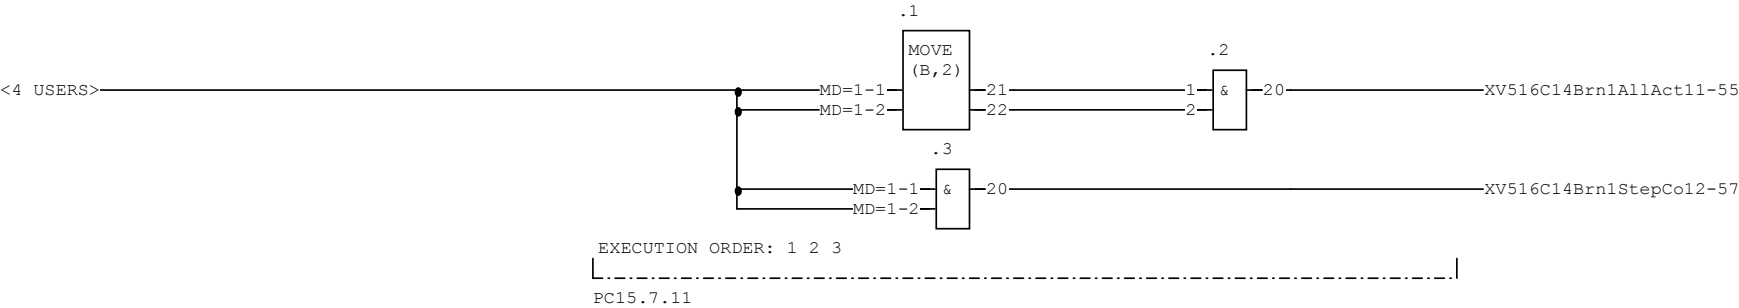 .1
MOVE
.2
(B,2)
<4 USERS> MD=1-1 21 1 & 20 XV516C14Brn1AllAct11-55
MD=1-2 22 2
.3
MD=1-1 & 20 XV516C14Brn1StepCo12-57
MD=1-2
EXECUTION ORDER: 1 2 3
PC15.7.11